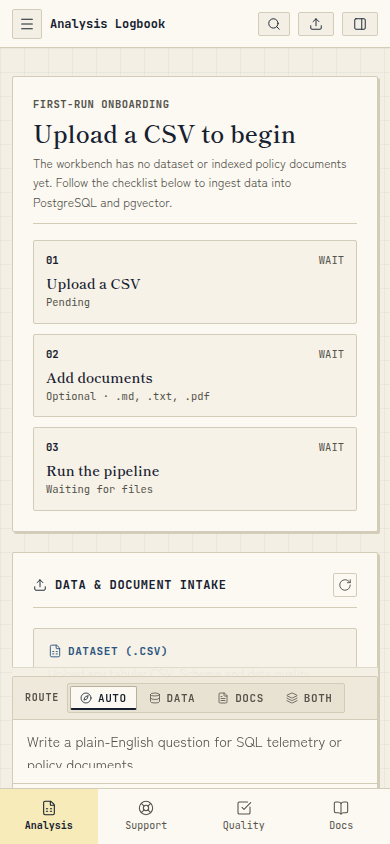 Analysis Logbook
FIRST-RUN ONBOARDING
Upload a CSV to begin
The workbench has no dataset or indexed policy documents
yet. Follow the checklist below to ingest data into
PostgreSQL and pgvector.
01 WAIT
Upload a CSV
Pending
02 WAIT
Add documents
Optional · .md, .txt, .pdf
03 WAIT
Run the pipeline
Waiting for files
DATA & DOCUMENT INTAKE
DATASET (.CSV)
ROUTE AUTO DATA DOCS BOTH
Write a plain-English question for SQL telemetry or
policy documents
Analysis Support Quality Docs